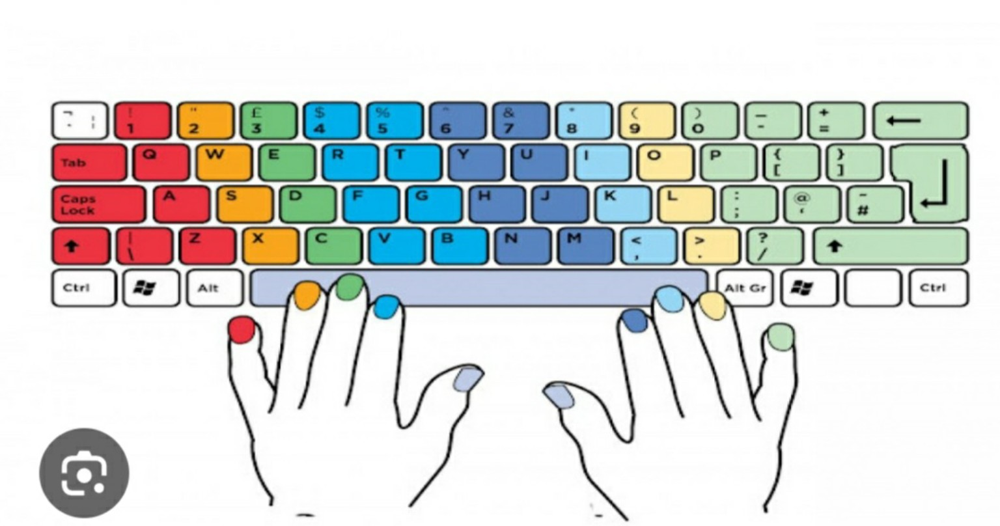 ¬ ` ¦ ! 1 " 2 £ 3 $ 4 % 5 ^ 6 & 7 * 8 ( 9 ) 0 _ - + =
Tab Q W E R T Y U I O P { [ } ]
Caps Lock A S D F G H J K L : ; @ ' ~ #
| \ Z X C V B N M < , > . ? /
Ctrl Alt Alt Gr Ctrl